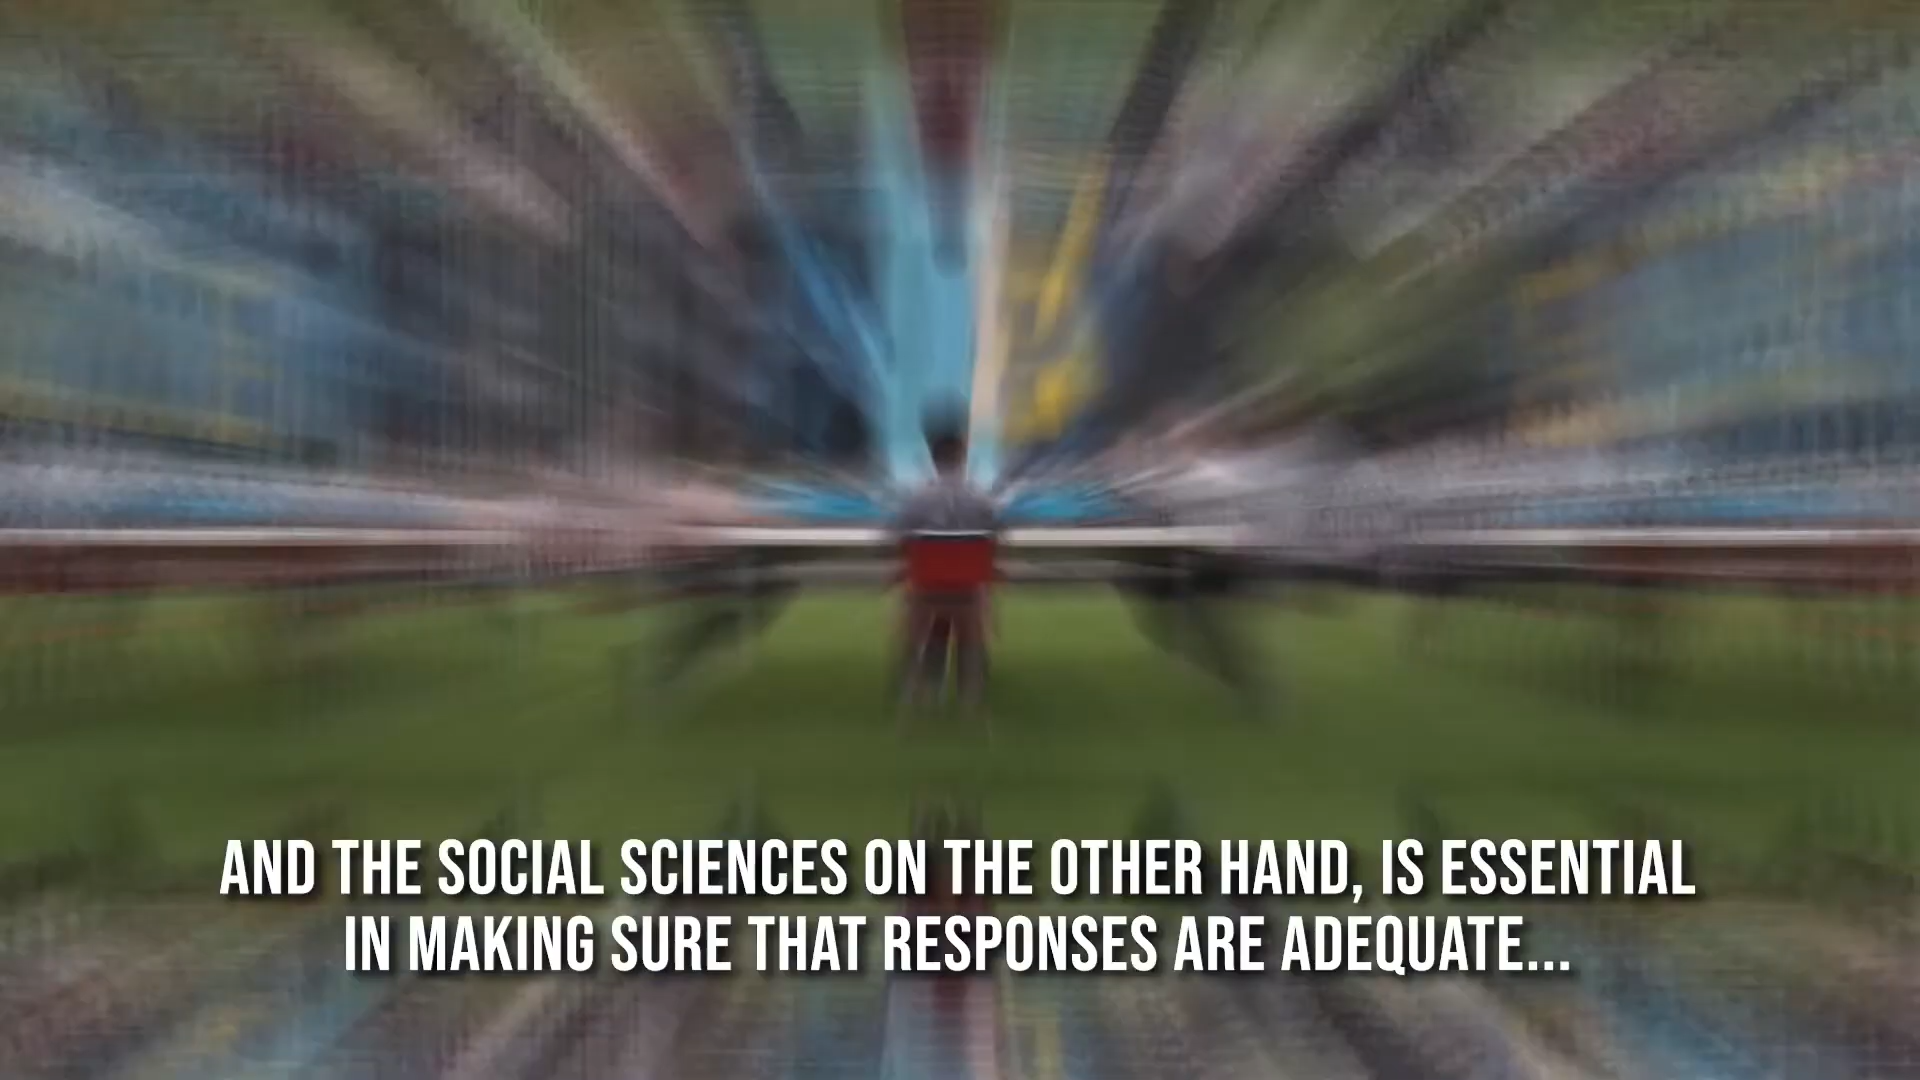 AND THE SOCIAL SCIENCES ON THE OTHER HAND, IS ESSENTIAL
IN MAKING SURE THAT RESPONSES ARE ADEQUATE...